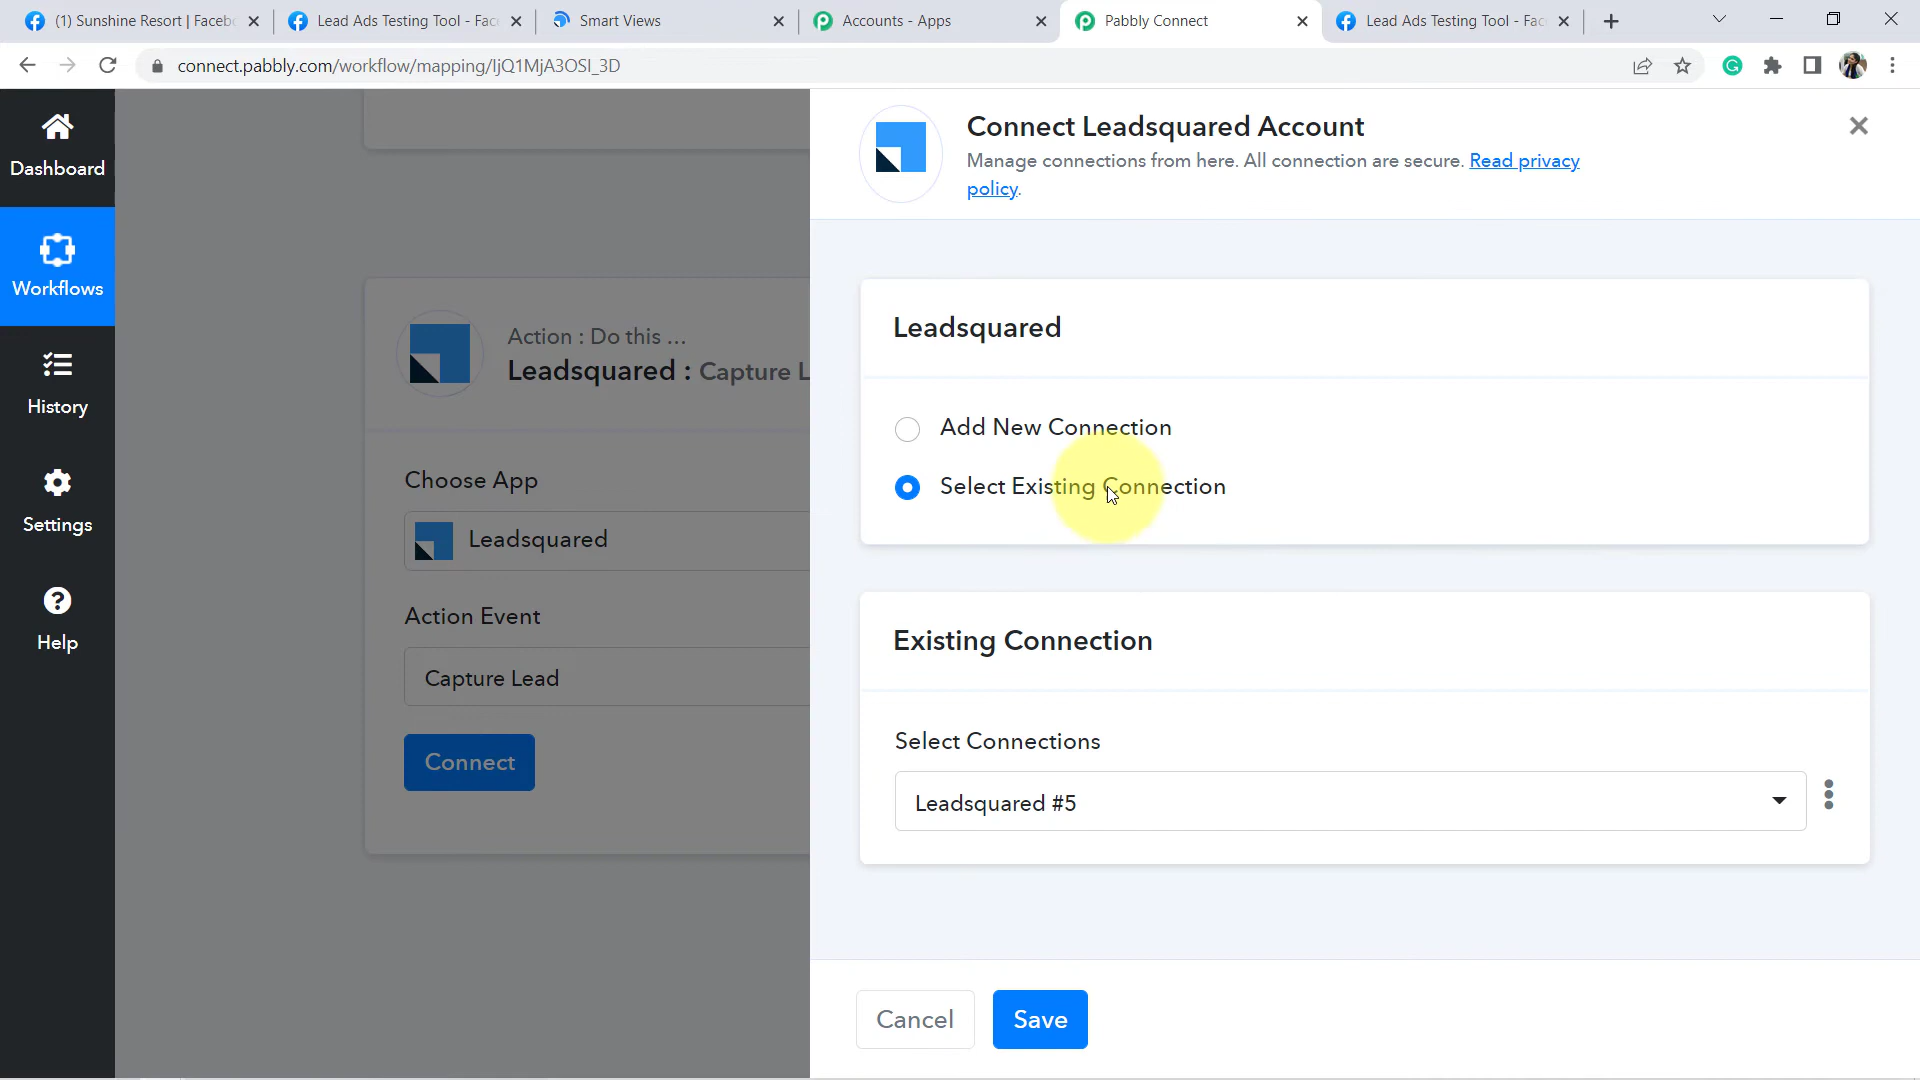 (1) Sunshine Resort | Facebo
Lead Ads Testing Tool - Fac
Smart Views
Accounts - Apps
Pabbly Connect
Lead Ads Testing Tool - Fac
connect.pabbly.com/workflow/mapping/IjQ1MjA3OSI_3D
Dashboard
Workflows
History
Settings
Help
Action : Do this ...
Leadsquared : Capture L
Choose App
Leadsquared
Action Event
Capture Lead
Connect
Connect Leadsquared Account
Manage connections from here. All connection are secure. Read privacy
policy.
Leadsquared
Add New Connection
Select Existing Connection
Existing Connection
Select Connections
Leadsquared #5
Cancel
Save